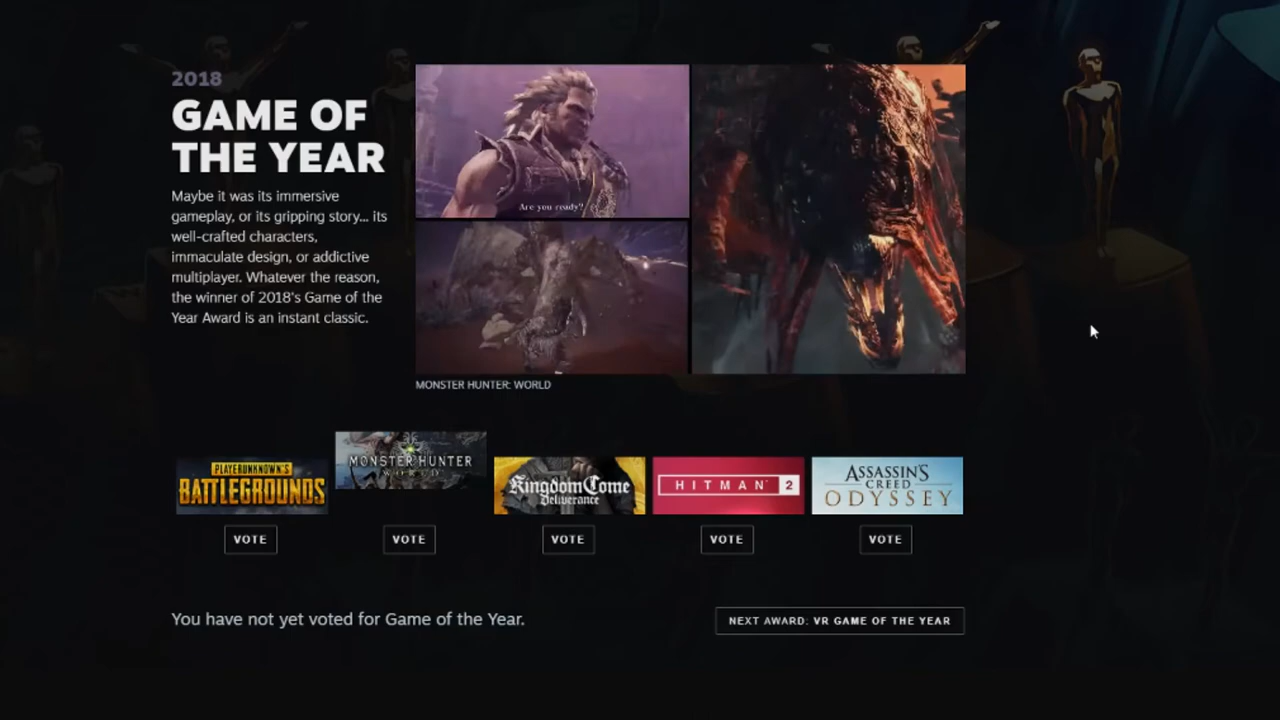 2018
GAME OF
THE YEAR
Maybe it was its immersive
gameplay, or its gripping story... its
well-crafted characters,
immaculate design, or addictive
multiplayer. Whatever the reason,
the winner of 2018's Game of the
Year Award is an instant classic.
Are you ready?
MONSTER HUNTER: WORLD
PLAYERUNKNOWN'S
BATTLEGROUNDS
MONSTER HUNTER
WORLD
Kingdom Come
Deliverance
HITMAN 2
ASSASSIN'S
CREED
ODYSSEY
VOTE
VOTE
VOTE
VOTE
VOTE
You have not yet voted for Game of the Year.
NEXT AWARD: VR GAME OF THE YEAR